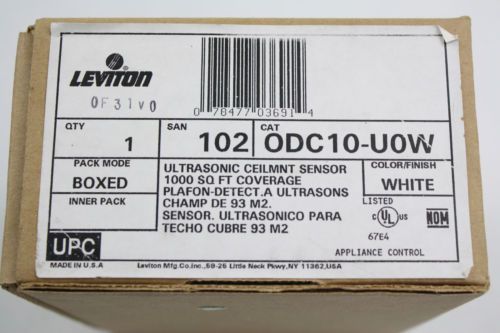 LEVITON
0F31V0
0 78477 03691 4
QTY 1
SAN 102
CAT ODC10-U0W
PACK MODE
BOXED
INNER PACK
ULTRASONIC CEILMNT SENSOR
1000 SQ FT COVERAGE
PLAFON-DETECT.A ULTRASONS
CHAMP DE 93 M2.
SENSOR. ULTRASONICO PARA
TECHO CUBRE 93 M2
COLOR/FINISH
WHITE
LISTED
c UL us NOM
67E4
APPLIANCE CONTROL
UPC
MADE IN U.S.A
Leviton Mfg.Co.Inc.,59-25 Little Neck Pkwy,NY 11362,USA